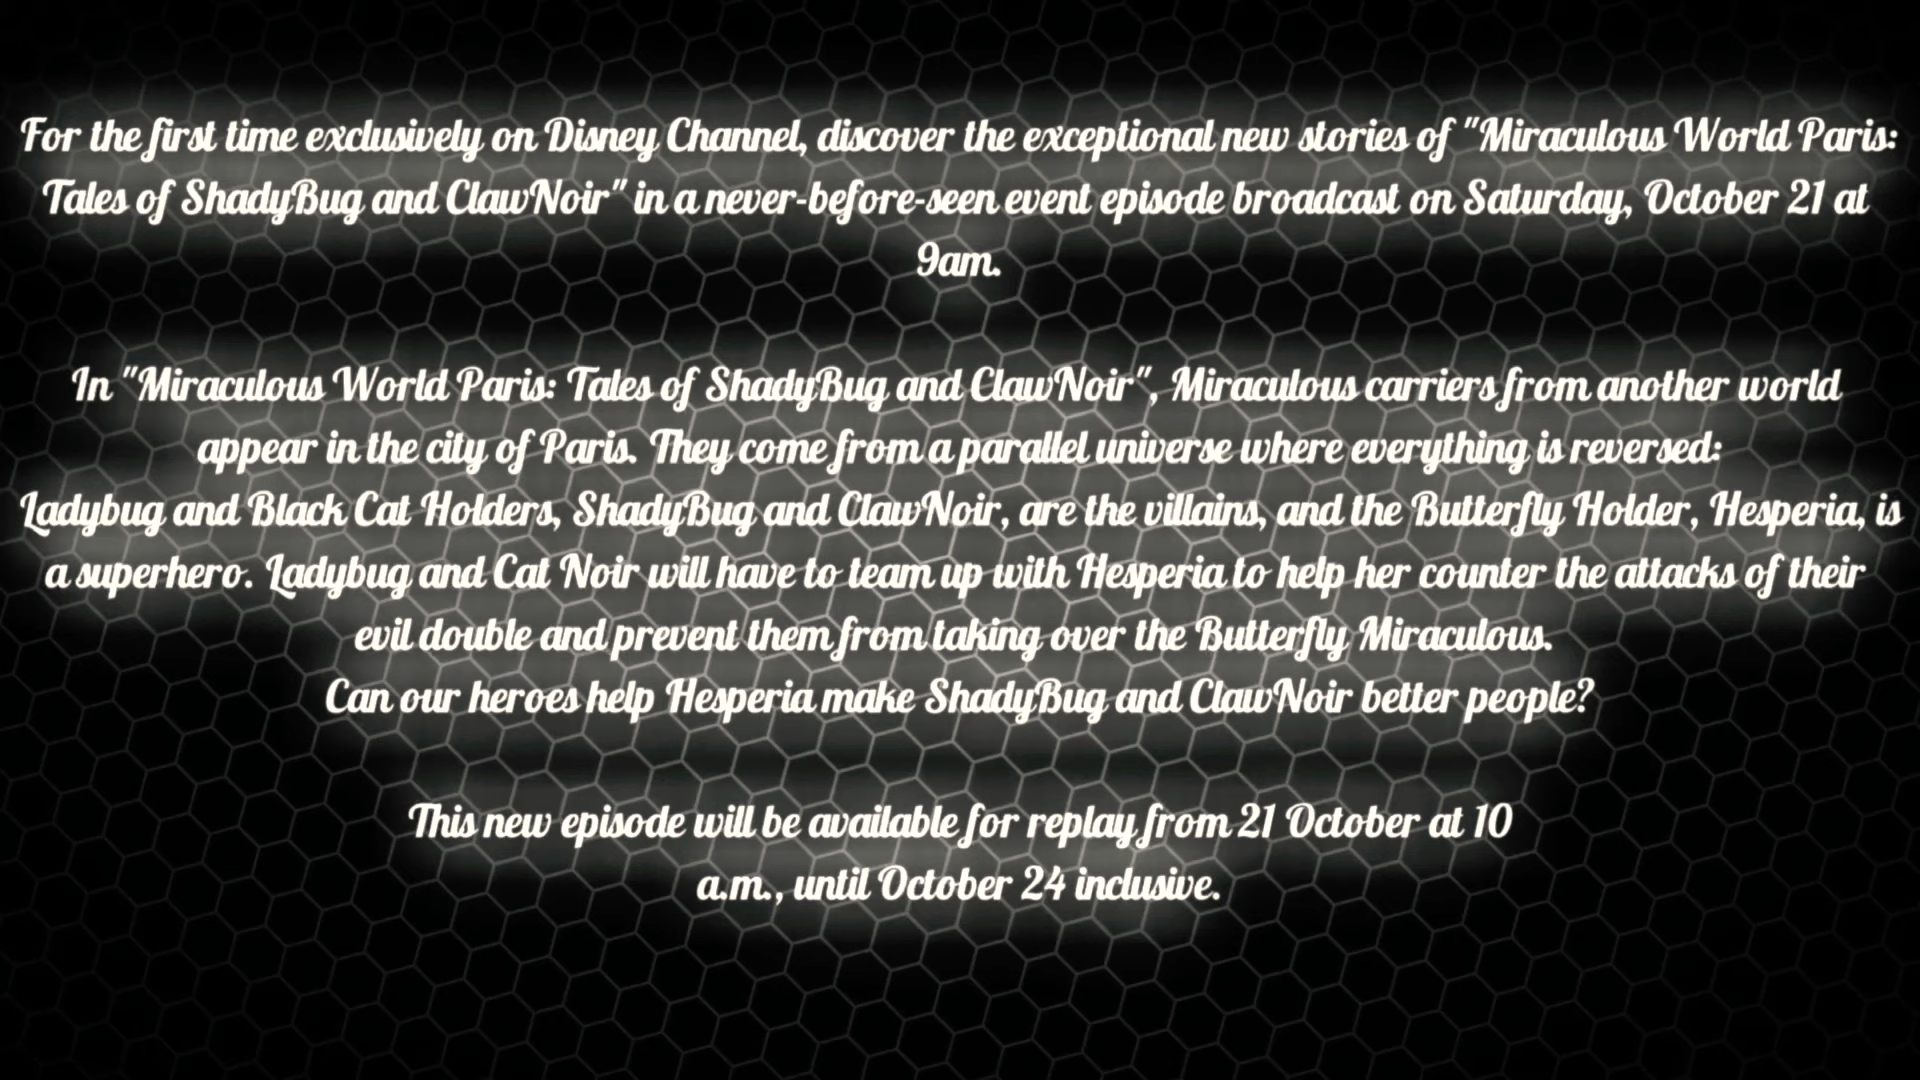 For the first time exclusively on Disney Channel, discover the exceptional new stories of "Miraculous World Paris:
Tales of ShadyBug and ClawNoir" in a never-before-seen event episode broadcast on Saturday, October 21 at
9am.
In "Miraculous World Paris: Tales of ShadyBug and ClawNoir", Miraculous carriers from another world
appear in the city of Paris. They come from a parallel universe where everything is reversed:
Ladybug and Black Cat Holders, ShadyBug and ClawNoir, are the villains, and the Butterfly Holder, Hesperia, is
a superhero. Ladybug and Cat Noir will have to team up with Hesperia to help her counter the attacks of their
evil double and prevent them from taking over the Butterfly Miraculous.
Can our heroes help Hesperia make ShadyBug and ClawNoir better people?
This new episode will be available for replay from 21 October at 10
a.m., until October 24 inclusive.